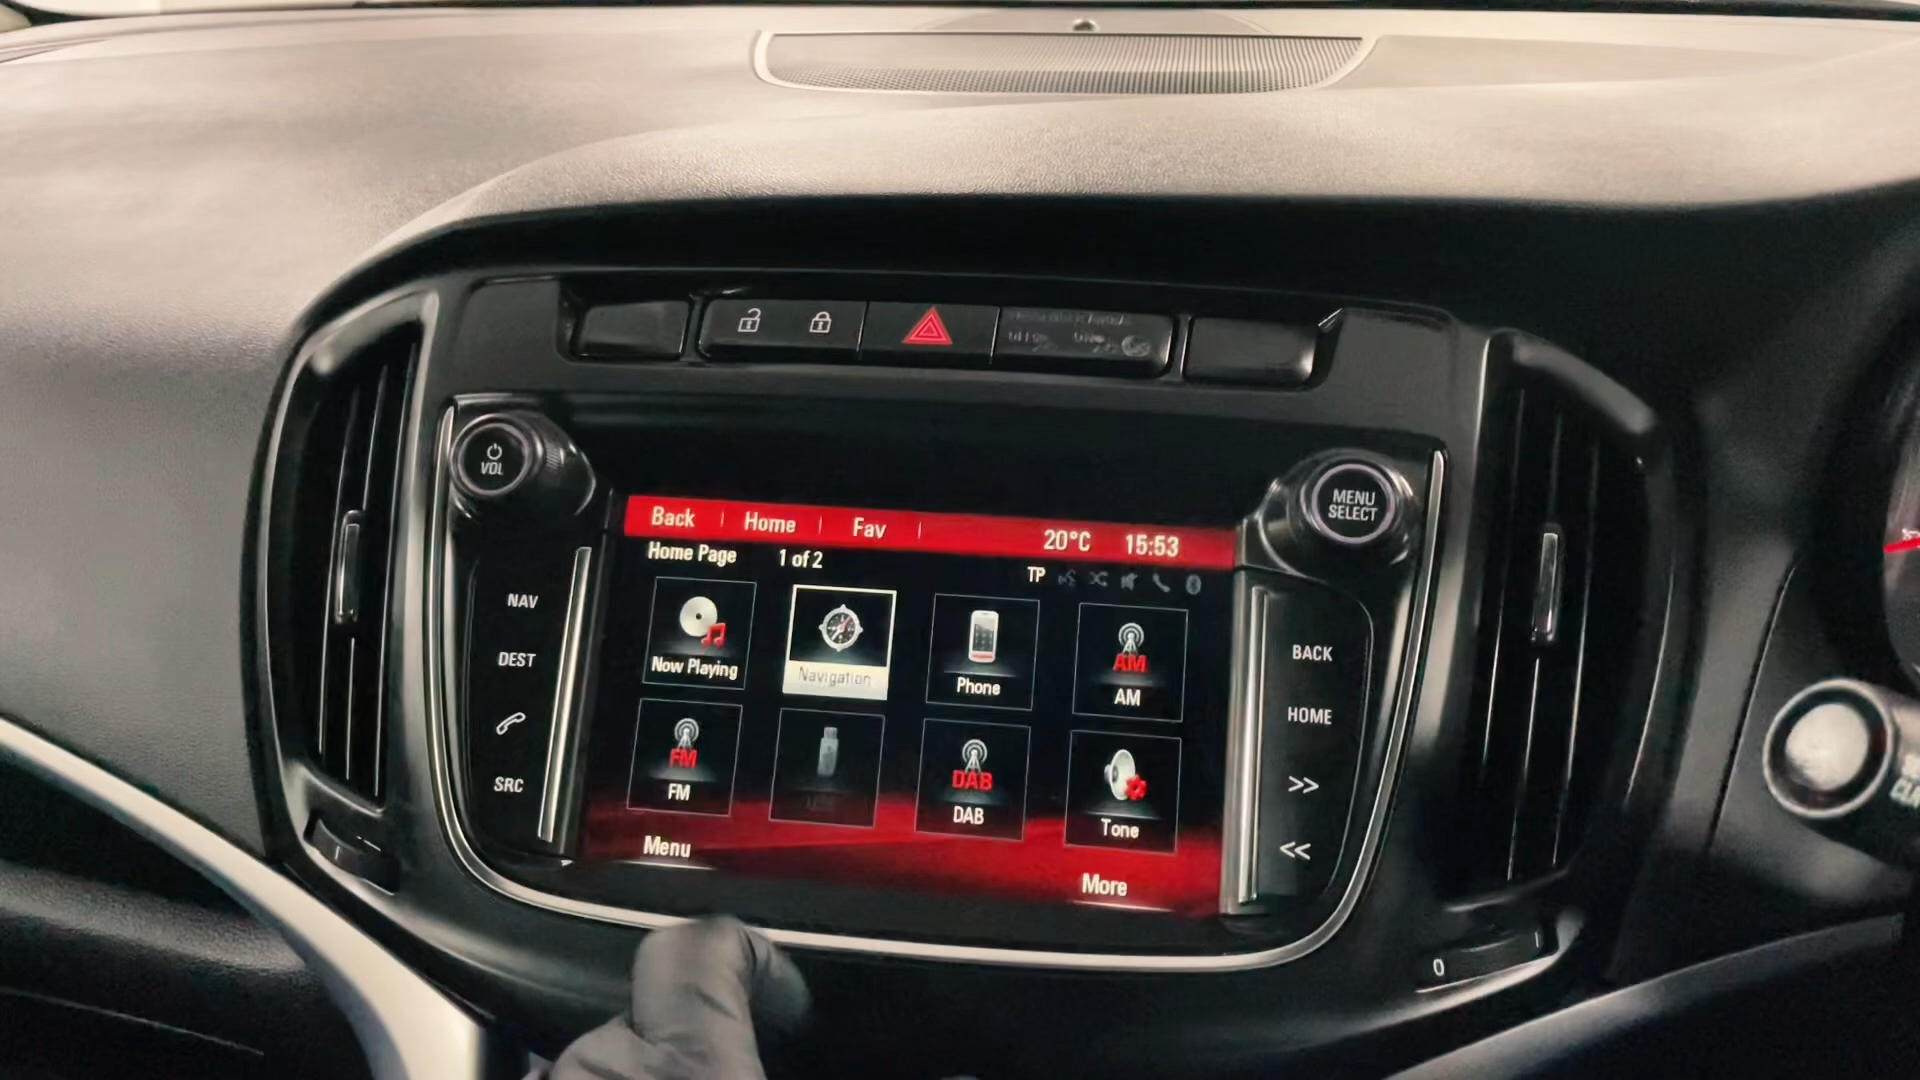 VOL
MENU
SELECT
Back Home Fav 20°C 15:53
Home Page 1 of 2
TP
Now Playing
Navigation
Phone
AM
AM
FM
FM
DAB
DAB
Tone
Menu
More
NAV
DEST
SRC
BACK
HOME
>>
<<
0